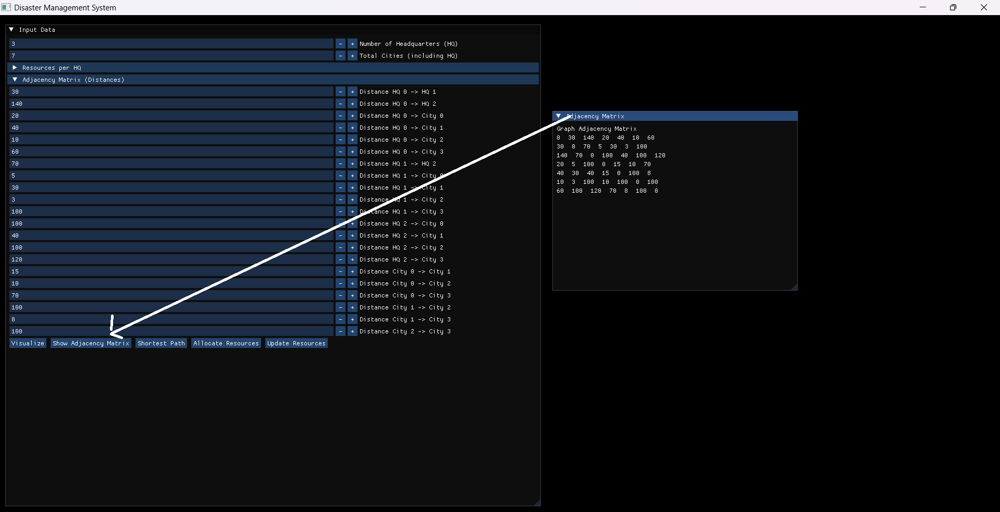 Disaster Management System
Input Data
3 - + Number of Headquarters (HQ)
7 - + Total Cities (including HQ)
Resources per HQ
Adjacency Matrix (Distances)
30 - + Distance HQ 0 -> HQ 1
140 - + Distance HQ 0 -> HQ 2
20 - + Distance HQ 0 -> City 0
40 - + Distance HQ 0 -> City 1
10 - + Distance HQ 0 -> City 2
60 - + Distance HQ 0 -> City 3
70 - + Distance HQ 1 -> HQ 2
5 - + Distance HQ 1 -> City 0
30 - + Distance HQ 1 -> City 1
3 - + Distance HQ 1 -> City 2
100 - + Distance HQ 1 -> City 3
100 - + Distance HQ 2 -> City 0
40 - + Distance HQ 2 -> City 1
100 - + Distance HQ 2 -> City 2
120 - + Distance HQ 2 -> City 3
15 - + Distance City 0 -> City 1
10 - + Distance City 0 -> City 2
70 - + Distance City 0 -> City 3
100 - + Distance City 1 -> City 2
8 - + Distance City 1 -> City 3
100 - + Distance City 2 -> City 3
Visualize Show Adjacency Matrix Shortest Path Allocate Resources Update Resources
Adjacency Matrix
Graph Adjacency Matrix
0 30 140 20 40 10 60
30 0 70 5 30 3 100
140 70 0 100 40 100 120
20 5 100 0 15 10 70
40 30 40 15 0 100 8
10 3 100 10 100 0 100
60 100 120 70 8 100 0